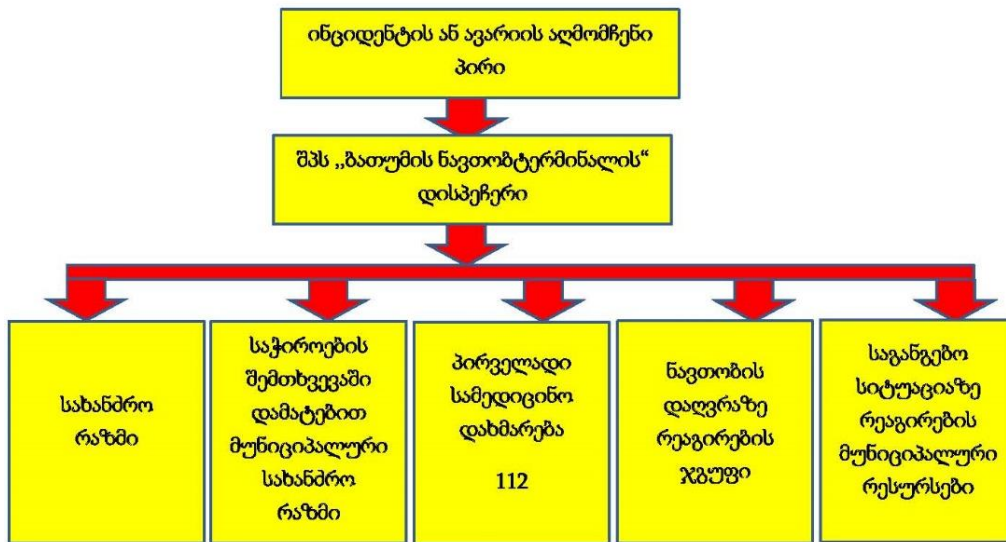 ინციდენტის ან ავარიის აღმომჩენი
პირი
შპს ,,ბათუმის ნავთობტერმინალის“
დისპეჩერი
სახანძრო
რაზმი
საჭიროების
შემთხვევაში
დამატებით
მუნიციპალური
სახანძრო
რაზმი
პირველადი
სამედიცინო
დახმარება
112
ნავთობის
დაღვრაზე
რეაგირების
ჯგუფი
საგანგებო
სიტუაციაზე
რეაგირების
მუნიციპალური
რესურსები